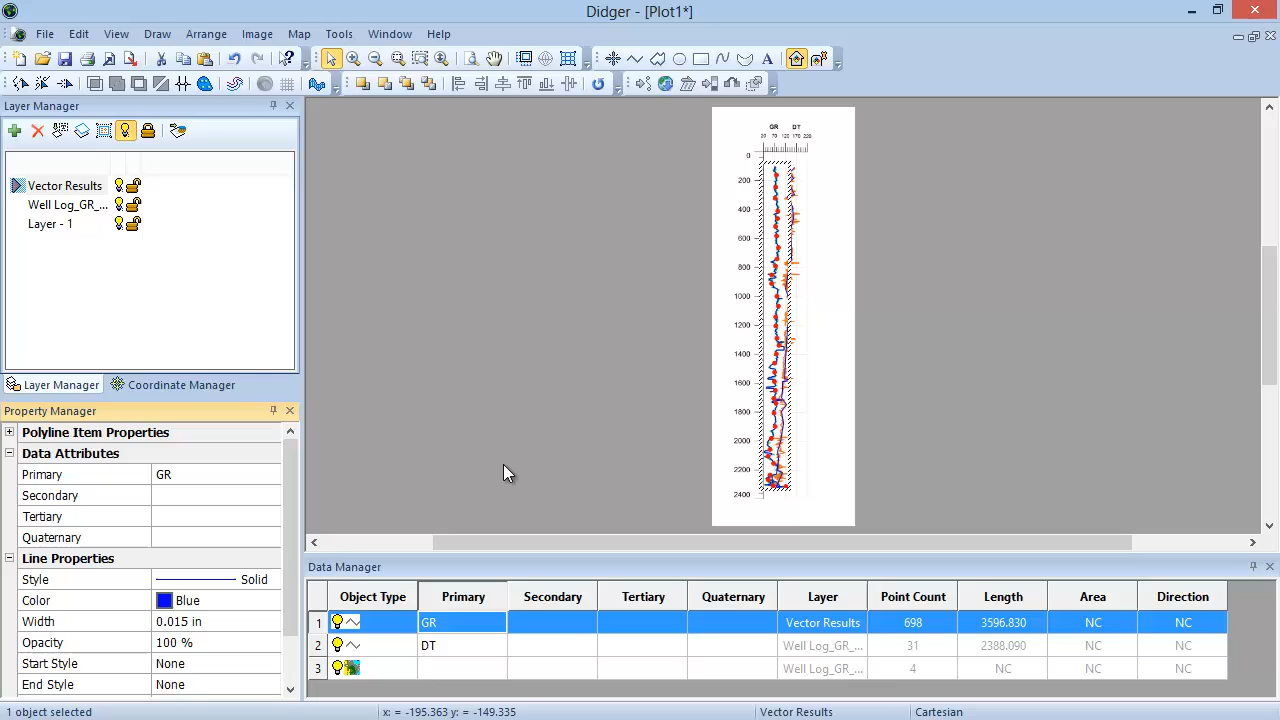 Didger - [Plot1*]
File Edit View Draw Arrange Image Map Tools Window Help
Layer Manager
Vector Results
Well Log_GR_...
Layer - 1
Layer Manager Coordinate Manager
Property Manager
Polyline Item Properties
Data Attributes
Primary GR
Secondary
Tertiary
Quaternary
Line Properties
Style Solid
Color Blue
Width 0.015 in
Opacity 100 %
Start Style None
End Style None
GR DT
20 70 120 170 220
0
200
400
600
800
1000
1200
1400
1600
1800
2000
2200
2400
Data Manager
Object Type Primary Secondary Tertiary Quaternary Layer Point Count Length Area Direction
1 GR Vector Results 698 3596.830 NC NC
2 DT Well Log_GR_... 31 2388.090 NC NC
3 Well Log_GR_... 4 NC NC NC
1 object selected x: = -195.363 y: = -149.335 Vector Results Cartesian